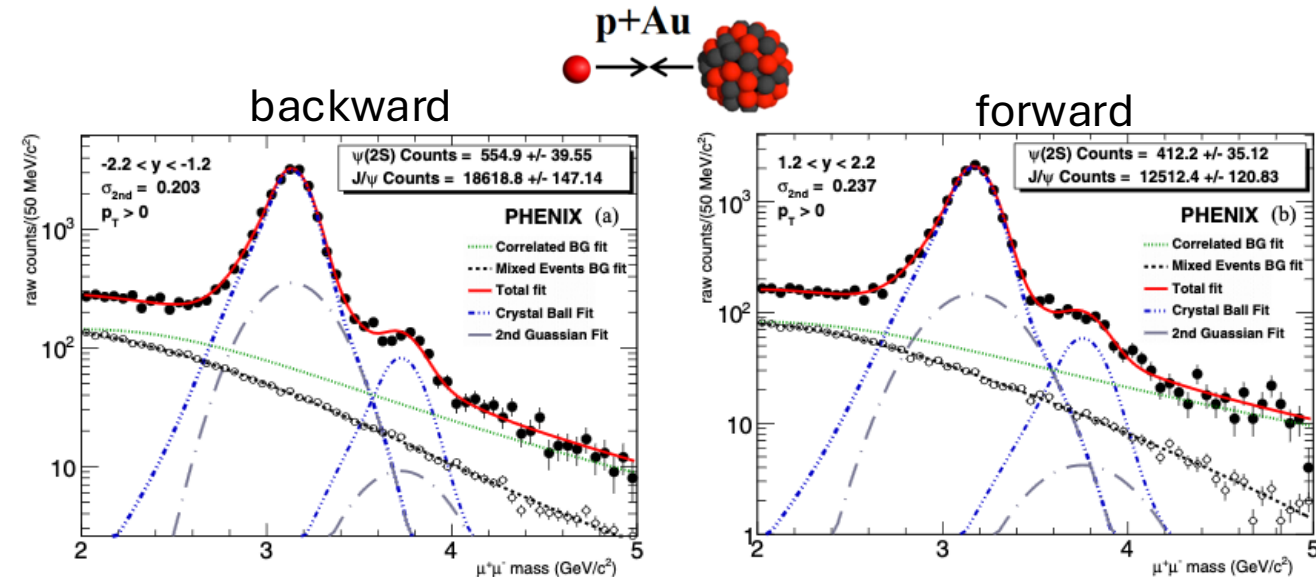 p+Au
backward
forward
raw counts/(50 MeV/c²)
-2.2 < y < -1.2
σ2nd = 0.203
pT > 0
ψ(2S) Counts = 554.9 +/- 39.55
J/ψ Counts = 18618.8 +/- 147.14
PHENIX (a)
Correlated BG fit
Mixed Events BG fit
Total fit
Crystal Ball Fit
2nd Guassian Fit
10³
10²
10
2 3 4 5
μ⁺μ⁻ mass (GeV/c²)
raw counts/(50 MeV/c²)
1.2 < y < 2.2
σ2nd = 0.237
pT > 0
ψ(2S) Counts = 412.2 +/- 35.12
J/ψ Counts = 12512.4 +/- 120.83
PHENIX (b)
Correlated BG fit
Mixed Events BG fit
Total fit
Crystal Ball Fit
2nd Guassian Fit
10³
10²
10
1
2 3 4 5
μ⁺μ⁻ mass (GeV/c²)